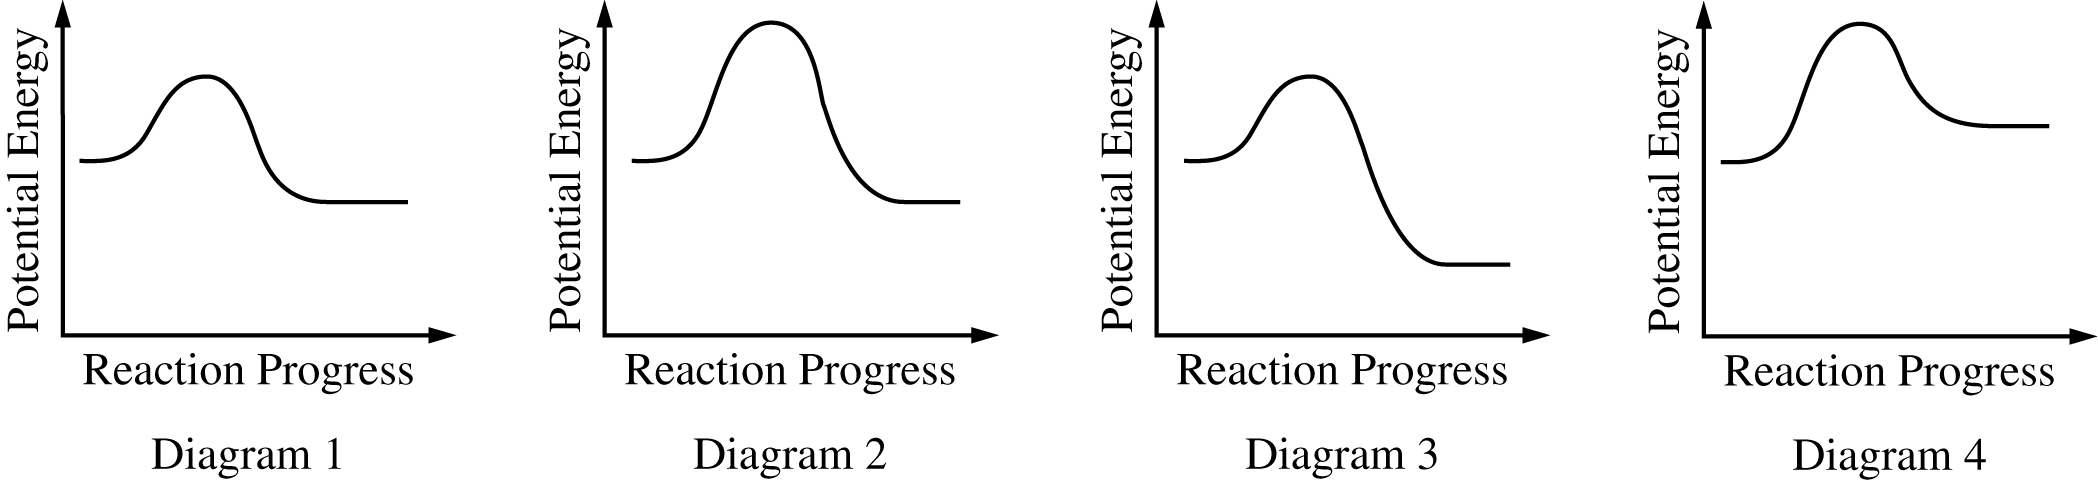 Potential Energy
Reaction Progress
Diagram 1
Potential Energy
Reaction Progress
Diagram 2
Potential Energy
Reaction Progress
Diagram 3
Potential Energy
Reaction Progress
Diagram 4